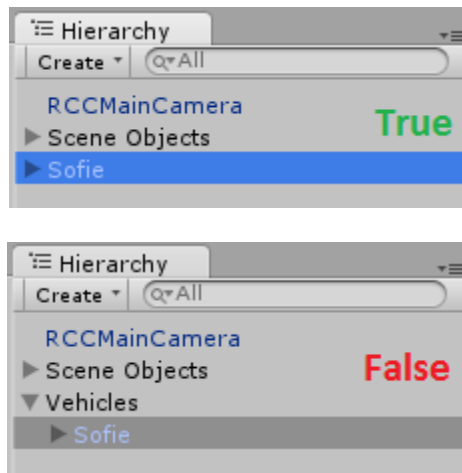 Hierarchy
Create All
RCCMainCamera
Scene Objects
True
Sofie
Hierarchy
Create All
RCCMainCamera
Scene Objects
False
Vehicles
Sofie